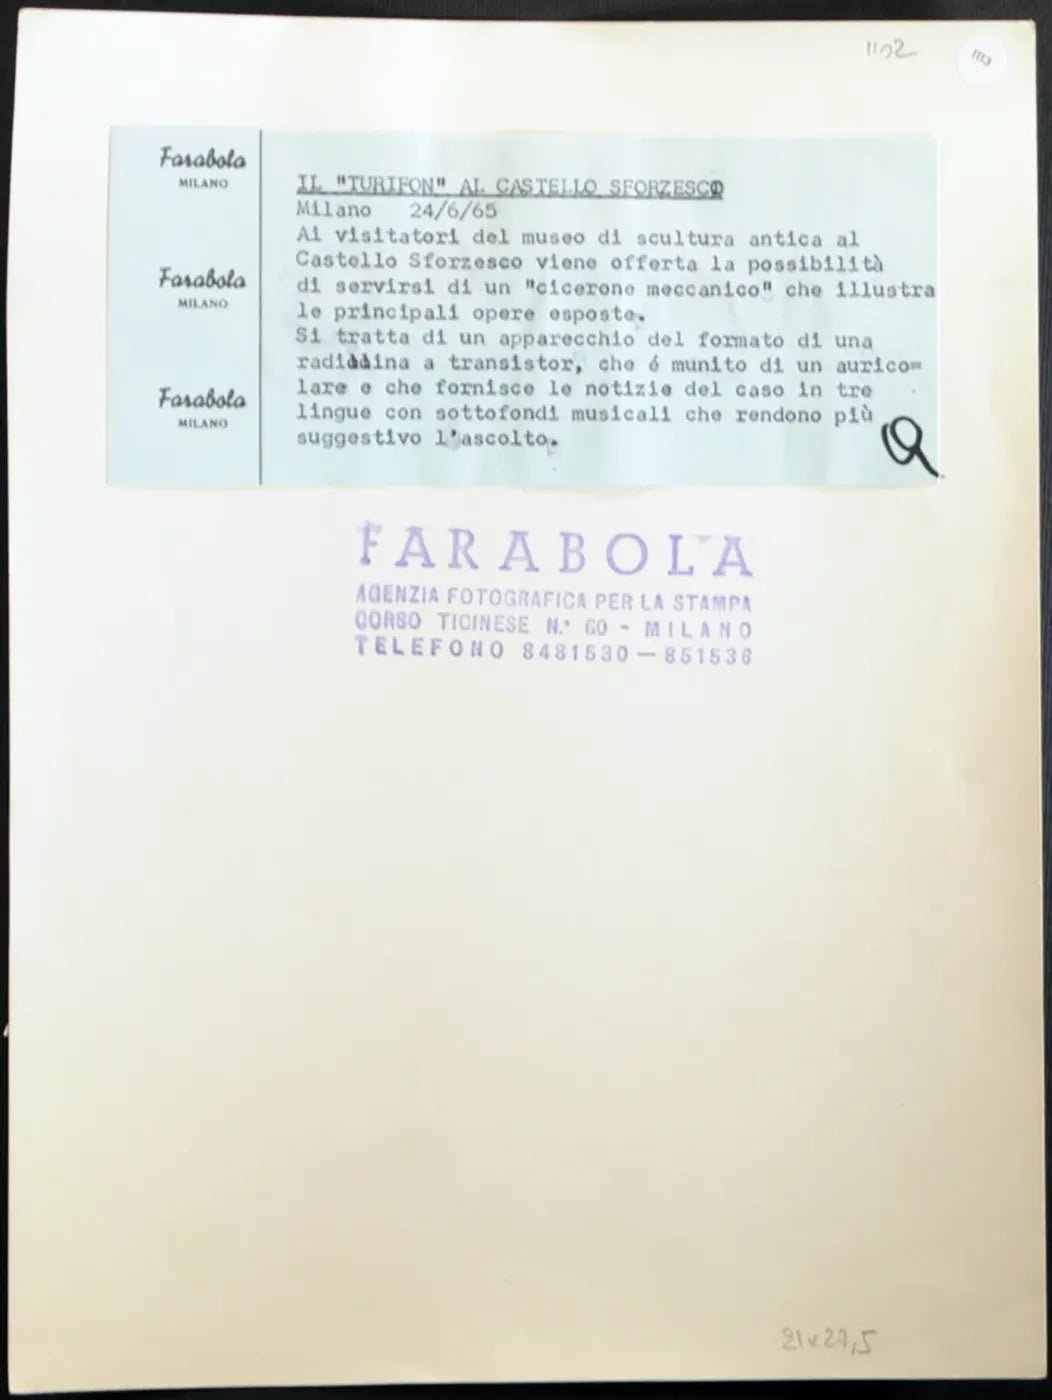 1102
Farabola
MILANO
Farabola
MILANO
Farabola
MILANO
IL "TURIFON" AL CASTELLO SFORZESCO
Milano 24/6/65
Ai visitatori del museo di scultura antica al
Castello Sforzesco viene offerta la possibilità
di servirsi di un "cicerone meccanico" che illustra
le principali opere esposte.
Si tratta di un apparecchio del formato di una
a transistor, che é munito di un aurico=
lare e che fornisce le notizie del caso in tre
lingue con sottofondi musicali che rendono più
suggestivo l'ascolto.
FARABOLA
AGENZIA FOTOGRAFICA PER LA STAMPA
CORSO TICINESE N.° 60 - MILANO
TELEFONO 8481530 — 851536
21x27,5